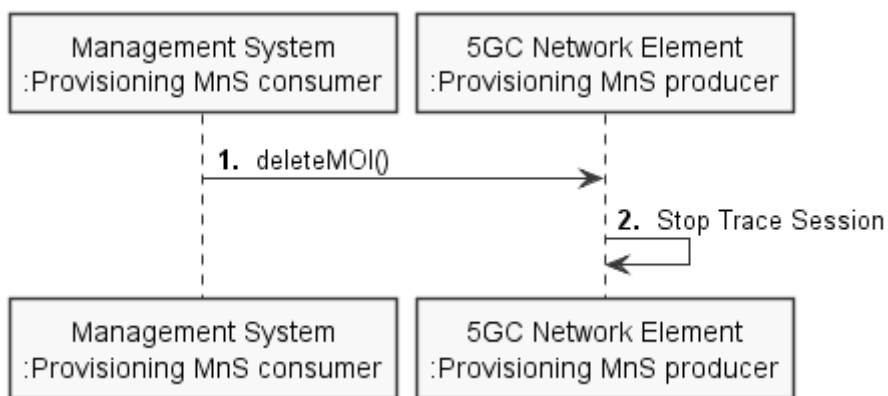 Management System
:Provisioning MnS consumer
5GC Network Element
:Provisioning MnS producer
1. deleteMOI()
2. Stop Trace Session
Management System
:Provisioning MnS consumer
5GC Network Element
:Provisioning MnS producer